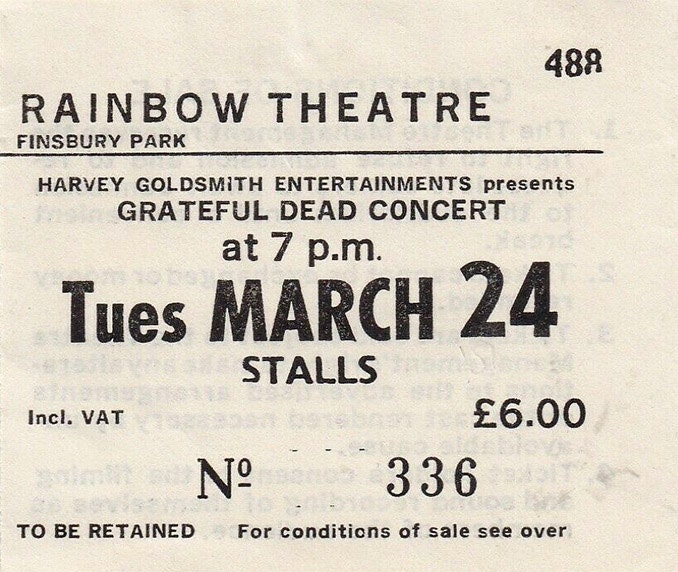 488
RAINBOW THEATRE
FINSBURY PARK
HARVEY GOLDSMITH ENTERTAINMENTS presents
GRATEFUL DEAD CONCERT
at 7 p.m.
Tues MARCH 24
STALLS
Incl. VAT £6.00
Nº 336
TO BE RETAINED For conditions of sale see over